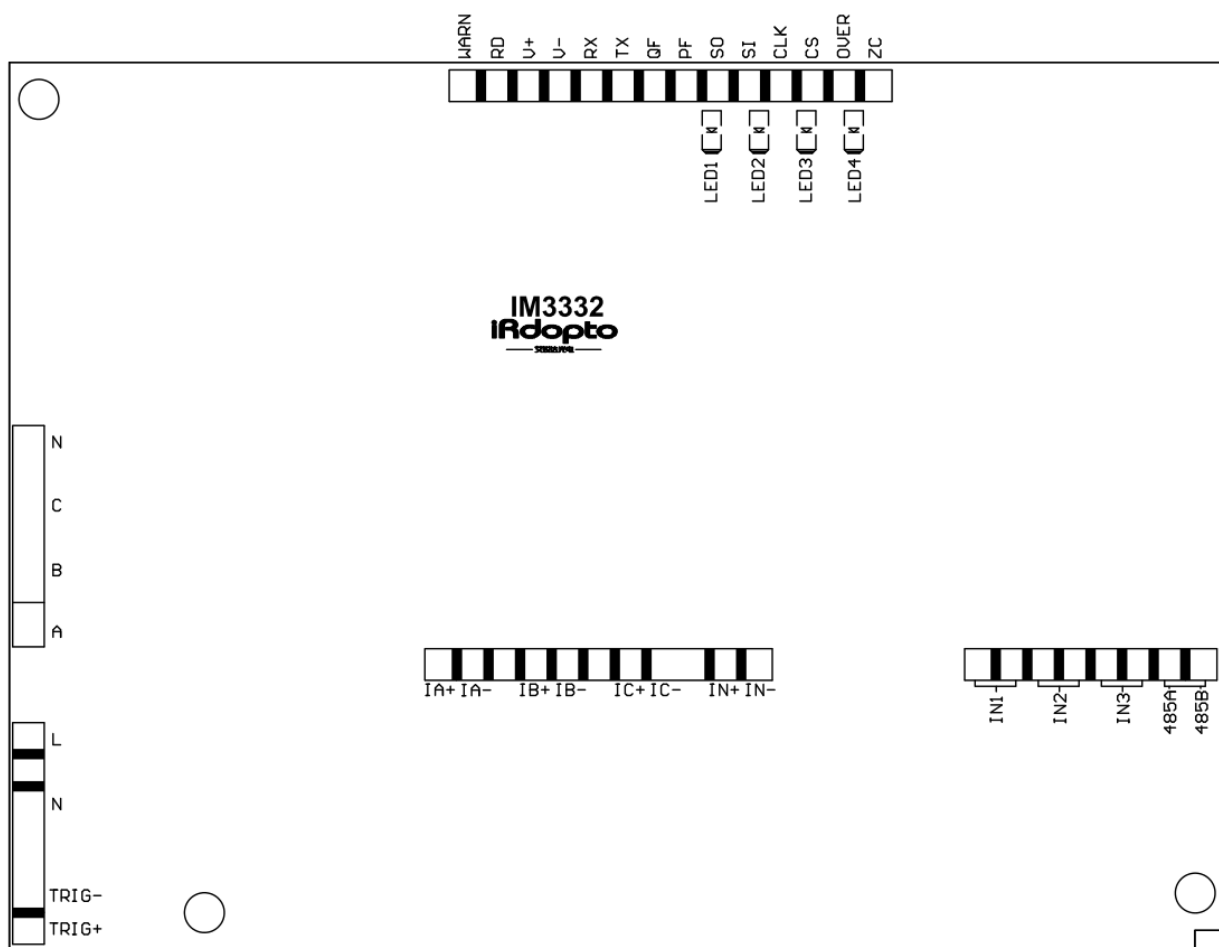 WARN RD V+ V- RX TX QF PF SO SI CLK CS OVER ZC
LED1 LED2 LED3 LED4
IM3332
iRdopto
N
C
B
A
IA+ IA- IB+ IB- IC+ IC- IN+ IN-
IN1- IN2- IN3- 485A 485B
L
N
TRIG-
TRIG+